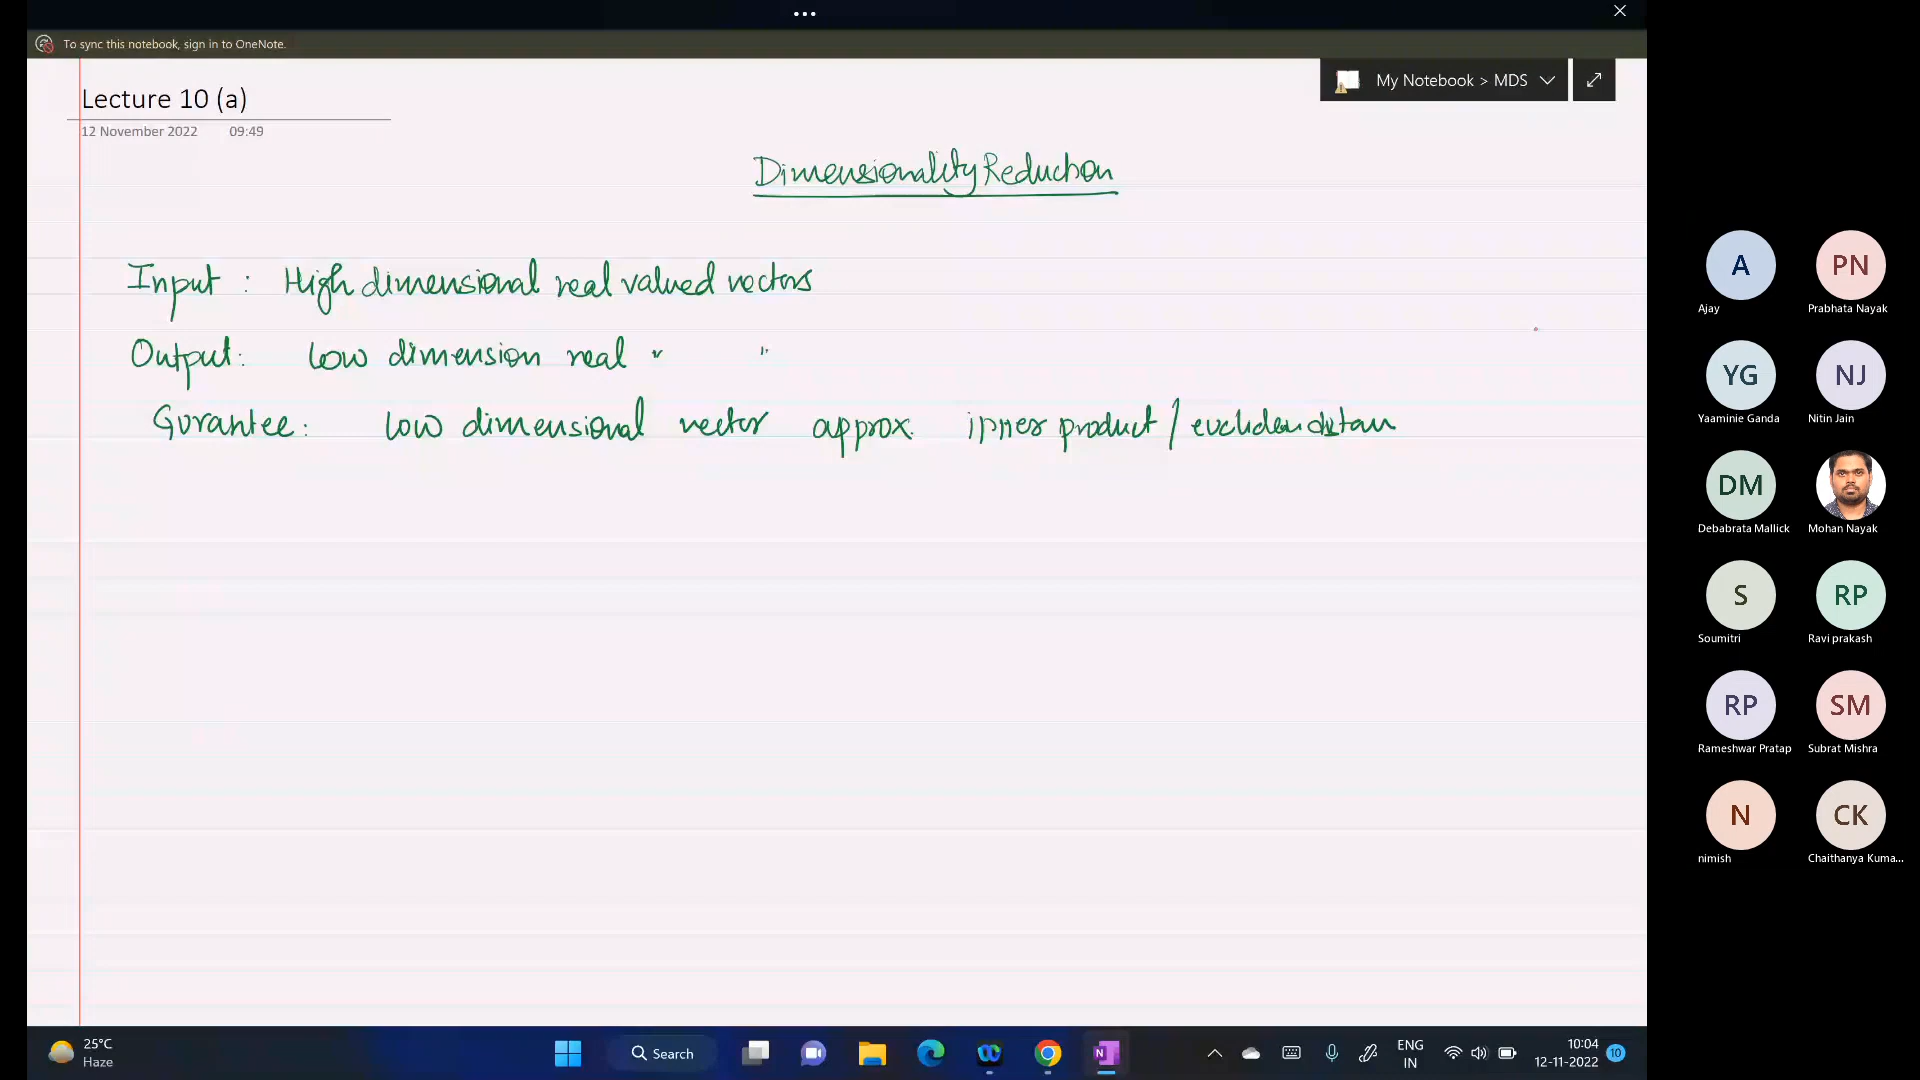 To sync this notebook, sign in to OneNote.
My Notebook > MDS
Lecture 10 (a)
12 November 2022 09:49
Dimensionality Reduction
Input : High dimensional real valued vectors
Output: low dimension real " "
Gurantee: low dimensional vector approx. inner product / euclidean distan
A
Ajay
PN
Prabhata Nayak
YG
Yaaminie Ganda
NJ
Nitin Jain
DM
Debabrata Mallick
Mohan Nayak
S
Soumitri
RP
Ravi prakash
RP
Rameshwar Pratap
SM
Subrat Mishra
N
nimish
CK
Chaithanya Kuma...
25°C
Haze
Search
ENG
IN
10:04
12-11-2022
10